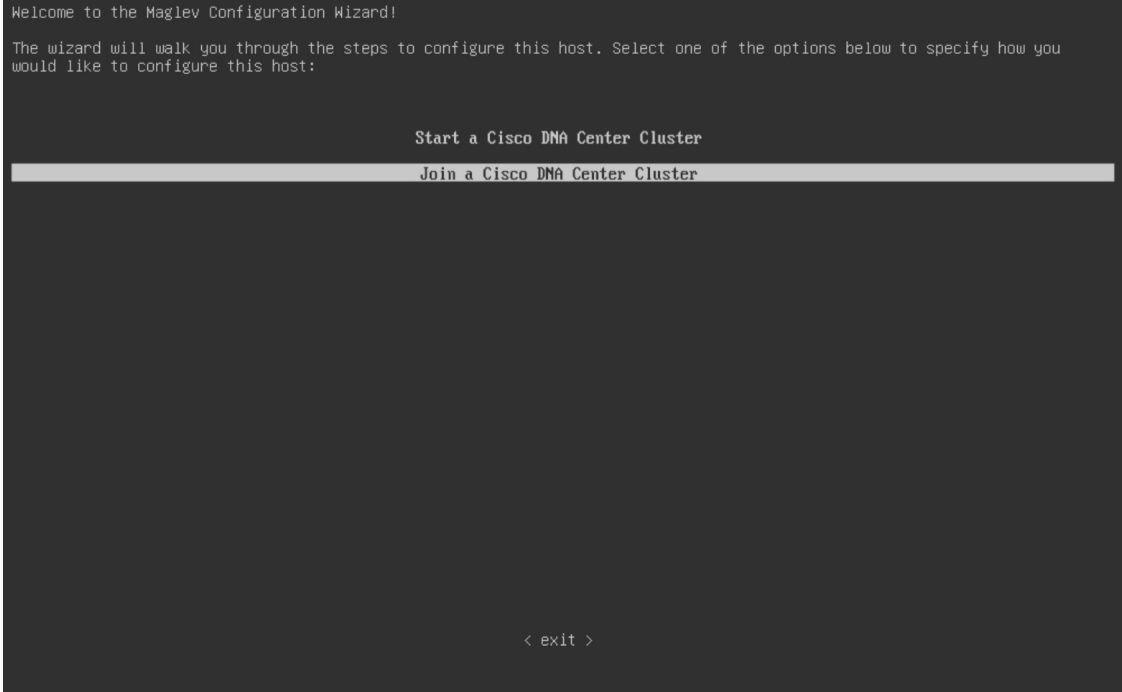 Welcome to the Maglev Configuration Wizard!
The wizard will walk you through the steps to configure this host. Select one of the options below to specify how you
would like to configure this host:
Start a Cisco DNA Center Cluster
Join a Cisco DNA Center Cluster
< exit >